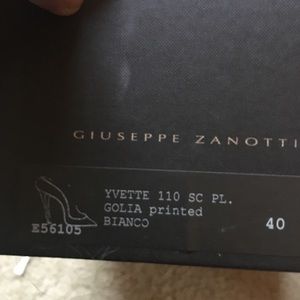 GIUSEPPE ZANOTTI
YVETTE 110 SC PL.
GOLIA printed
E56105 BIANCO 40